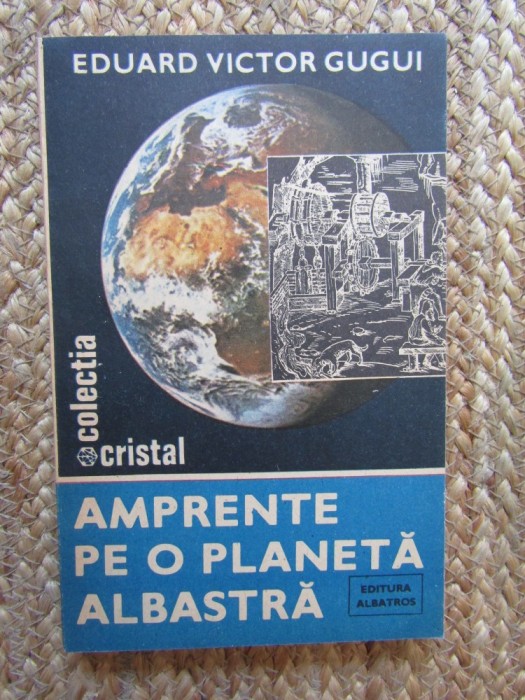 EDUARD VICTOR GUGUI
colecția
cristal
AMPRENTE
PE O PLANETĂ
ALBASTRĂ
EDITURA
ALBATROS